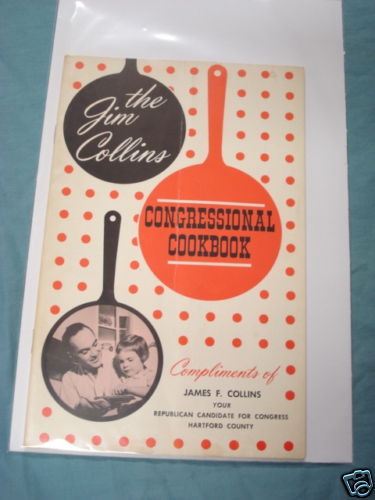 the
Jim
Collins
CONGRESSIONAL
COOKBOOK
Compliments of
JAMES F. COLLINS
YOUR
REPUBLICAN CANDIDATE FOR CONGRESS
HARTFORD COUNTY